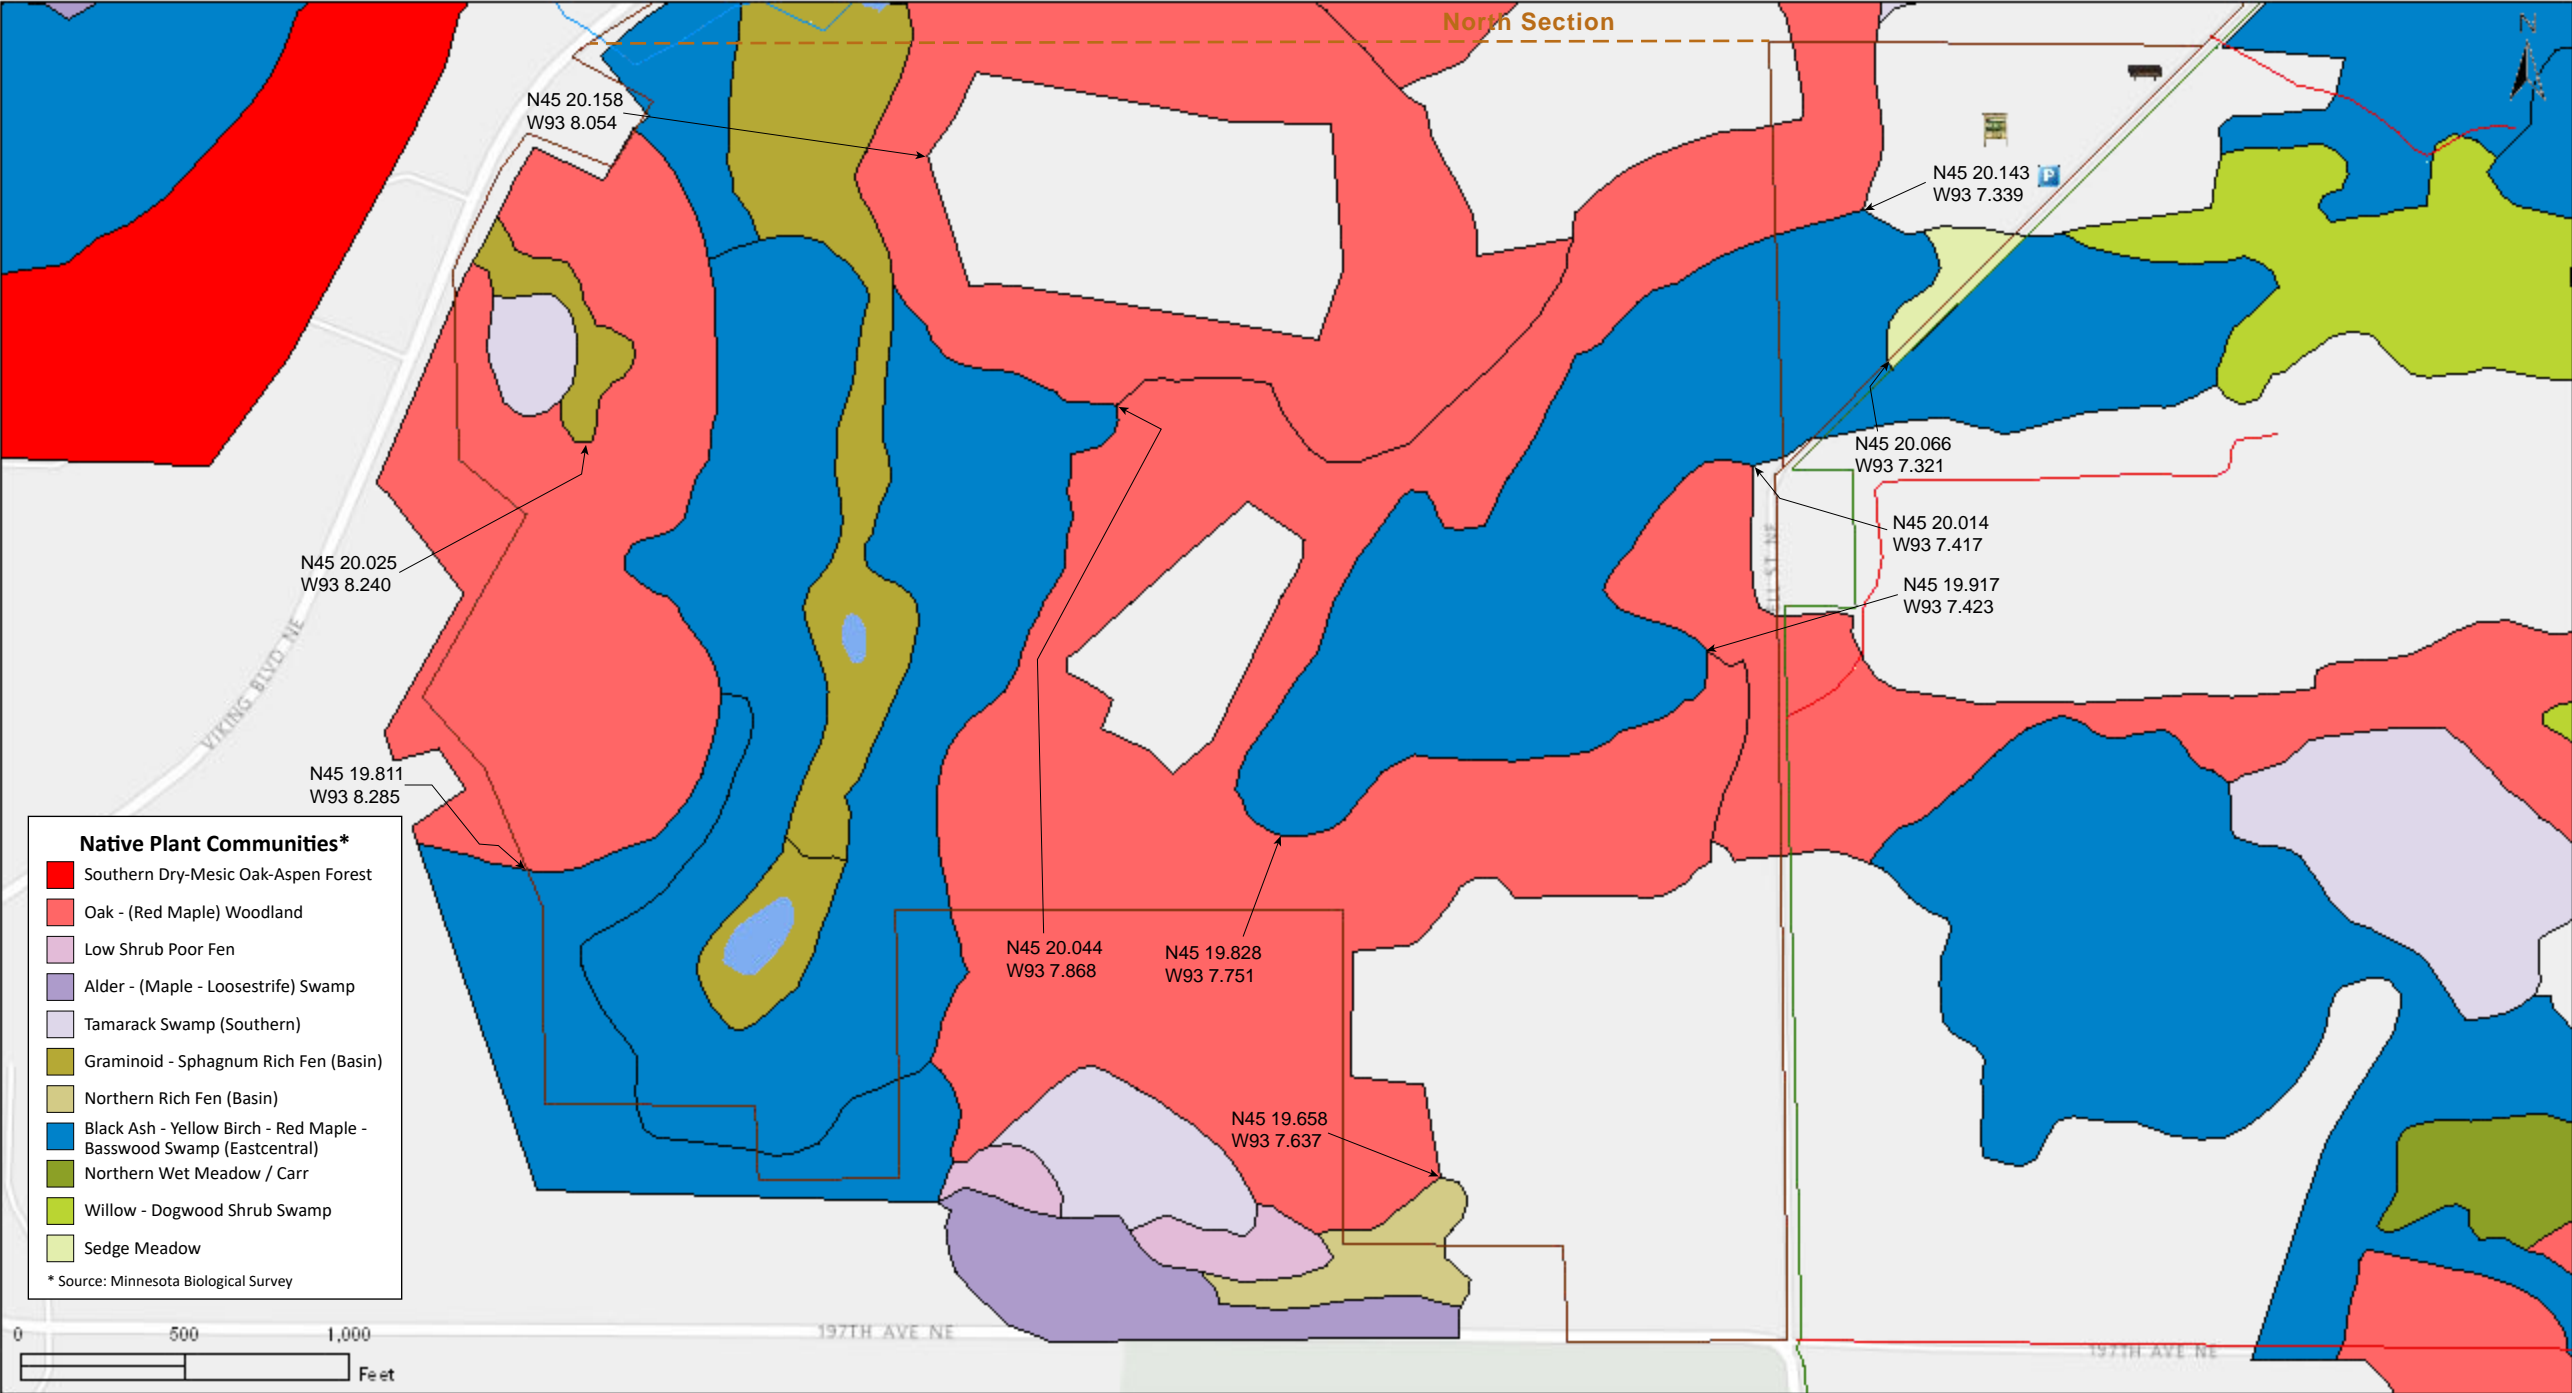 North Section
N
N45 20.158
W93 8.054
N45 20.143
W93 7.339
P
N45 20.066
W93 7.321
N45 20.014
W93 7.417
N45 20.025
W93 8.240
N45 19.917
W93 7.423
VIKING BLVD NE
N45 19.811
W93 8.285
N45 20.044
W93 7.868
N45 19.828
W93 7.751
N45 19.658
W93 7.637
Native Plant Communities*
Southern Dry-Mesic Oak-Aspen Forest
Oak - (Red Maple) Woodland
Low Shrub Poor Fen
Alder - (Maple - Loosestrife) Swamp
Tamarack Swamp (Southern)
Graminoid - Sphagnum Rich Fen (Basin)
Northern Rich Fen (Basin)
Black Ash - Yellow Birch - Red Maple -
Basswood Swamp (Eastcentral)
Northern Wet Meadow / Carr
Willow - Dogwood Shrub Swamp
Sedge Meadow
* Source: Minnesota Biological Survey
0 500 1,000
Feet
197TH AVE NE
197TH AVE NE